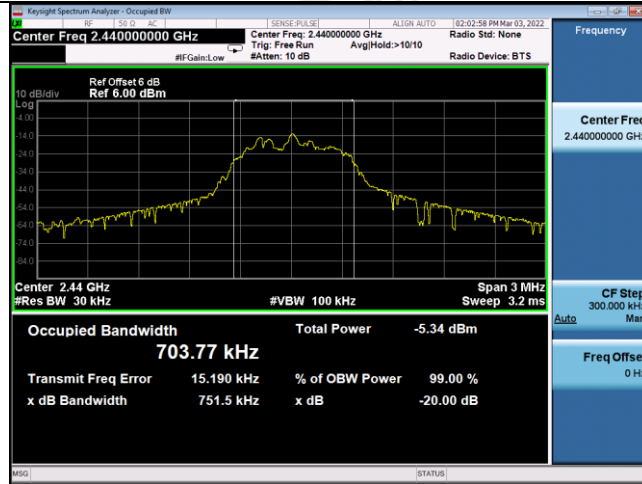 Keysight Spectrum Analyzer - Occupied BW
RF 50 Ω AC SENSE:PULSE ALIGN AUTO 02:02:58 PM Mar 03, 2022
Center Freq 2.440000000 GHz
Center Freq: 2.440000000 GHz
Radio Std: None
Trig: Free Run Avg|Hold:>10/10
#IFGain:Low #Atten: 10 dB Radio Device: BTS
Ref Offset 6 dB
10 dB/div Ref 6.00 dBm
Log
-4.00
-14.0
-24.0
-34.0
-44.0
-54.0
-64.0
-74.0
-84.0
Center 2.44 GHz Span 3 MHz
#Res BW 30 kHz #VBW 100 kHz Sweep 3.2 ms
Occupied Bandwidth Total Power -5.34 dBm
703.77 kHz
Transmit Freq Error 15.190 kHz % of OBW Power 99.00 %
x dB Bandwidth 751.5 kHz x dB -20.00 dB
MSG STATUS
Frequency
Center Freq
2.440000000 GHz
CF Step
300.000 kHz
Auto Man
Freq Offset
0 Hz